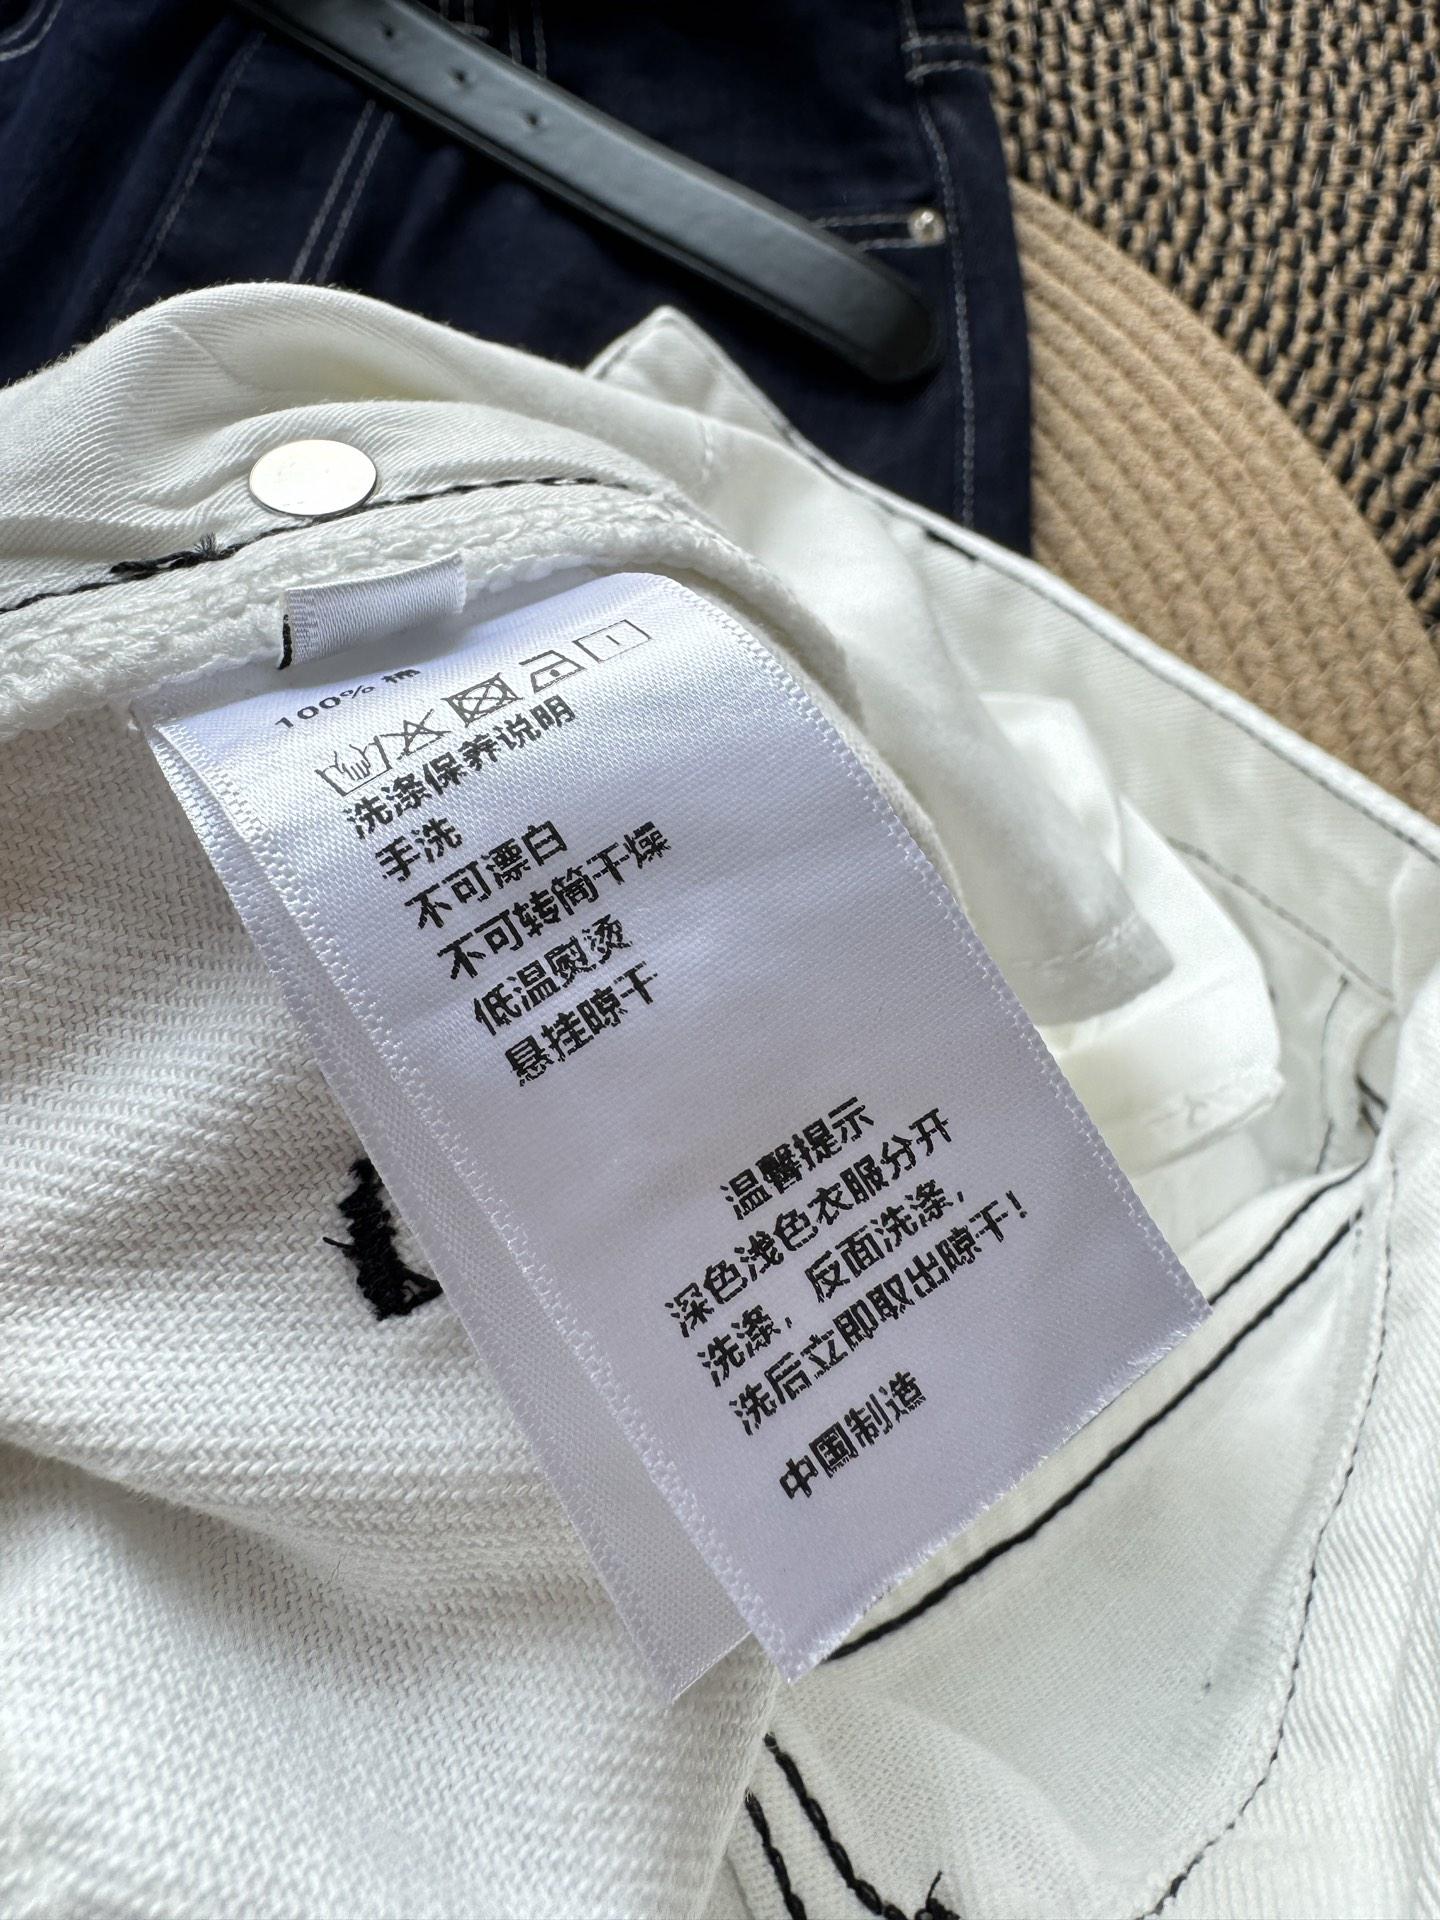 100% 棉
洗涤保养说明
手洗
不可漂白
不可转筒干燥
低温熨烫
悬挂晾干
温馨提示
深色浅色衣服分开
洗涤，反面洗涤，
洗后立即取出晾干！
中国制造